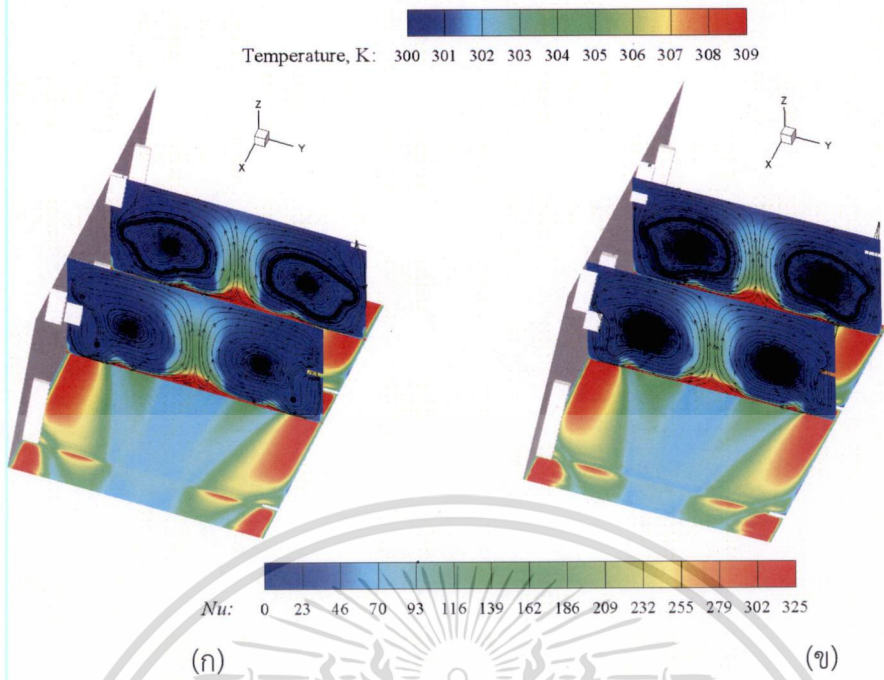 Temperature, K: 300 301 302 303 304 305 306 307 308 309
Z
Y
X
Z
Y
X
Nu: 0 23 46 70 93 116 139 162 186 209 232 255 279 302 325
(ก)
(ข)